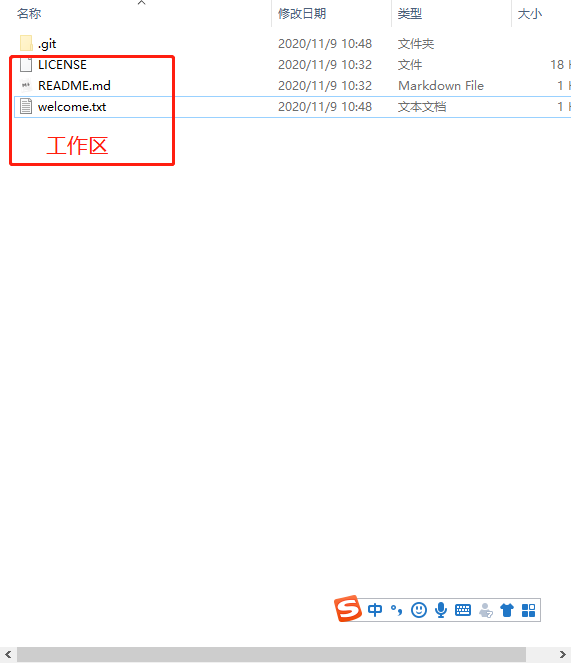 名称 修改日期 类型 大小
.git 2020/11/9 10:48 文件夹
LICENSE 2020/11/9 10:32 文件 18
README.md 2020/11/9 10:32 Markdown File 1
welcome.txt 2020/11/9 10:48 文本文档 1
工作区
S 中